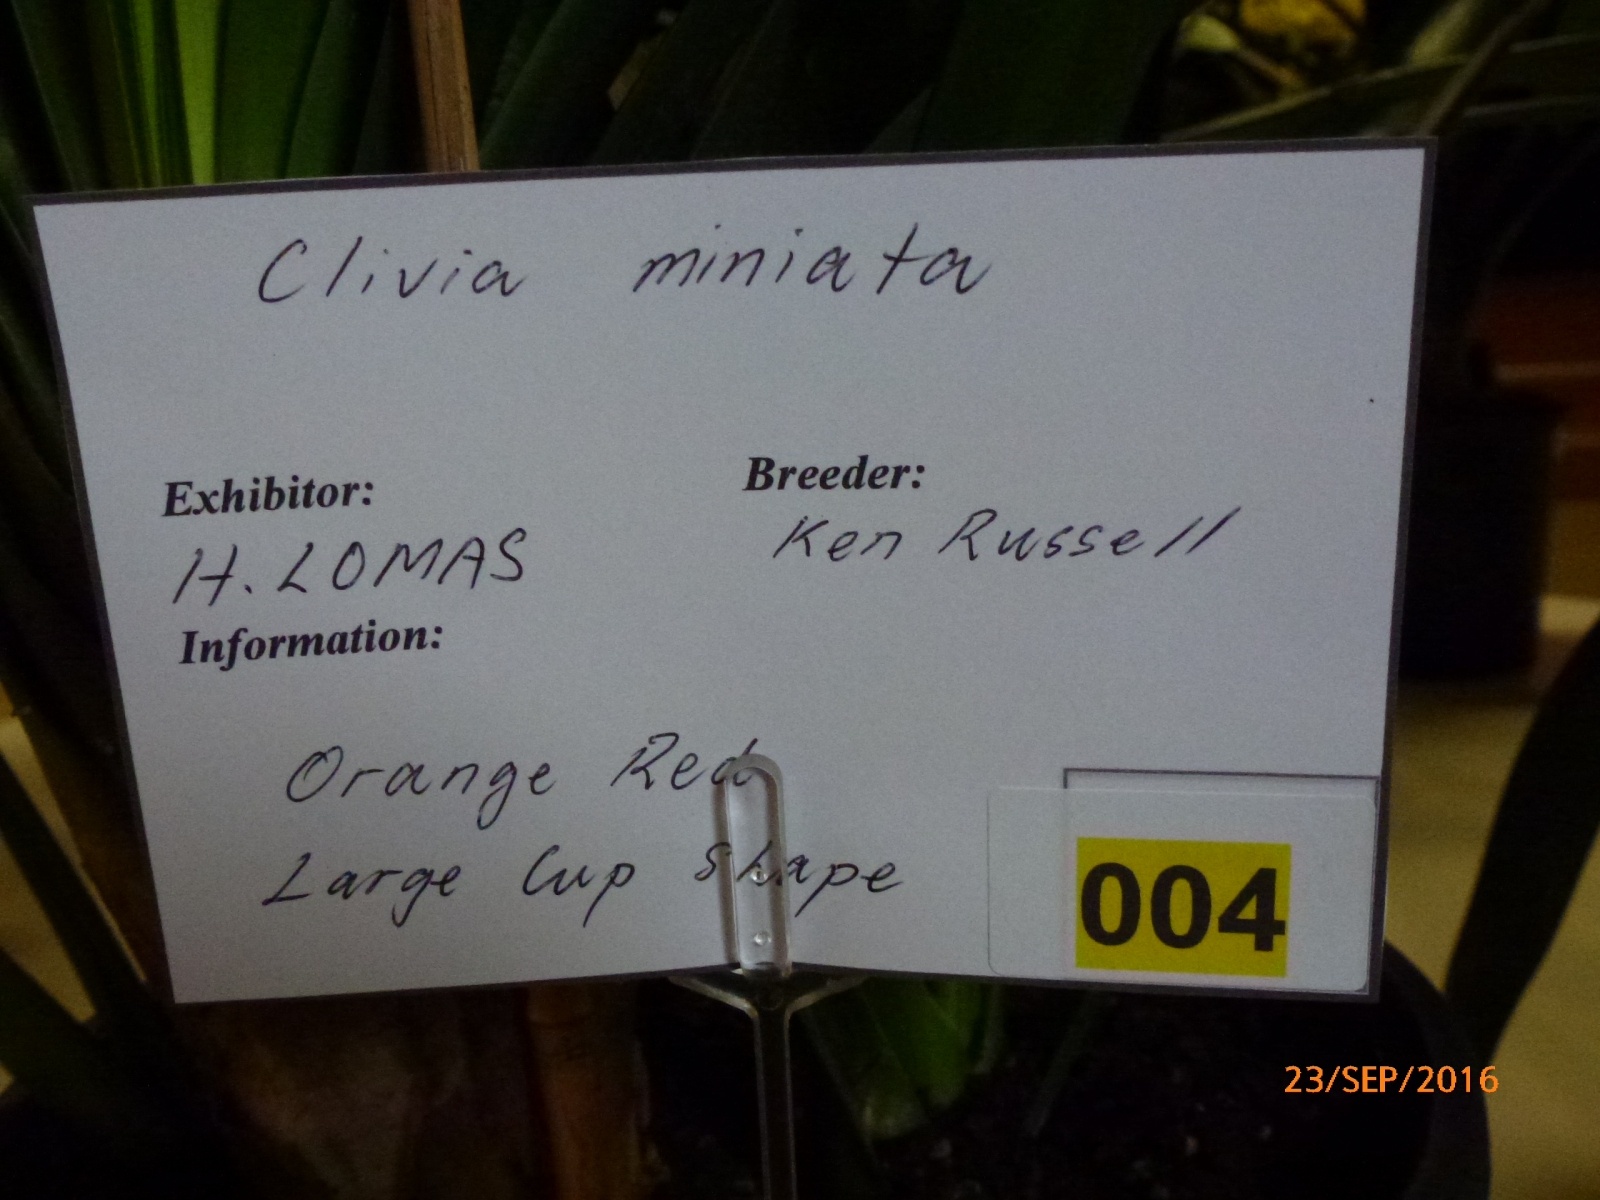 Clivia miniata
Exhibitor:
H. LOMAS
Breeder:
Ken Russell
Information:
Orange Red
Large Cup Shape
004
23/SEP/2016